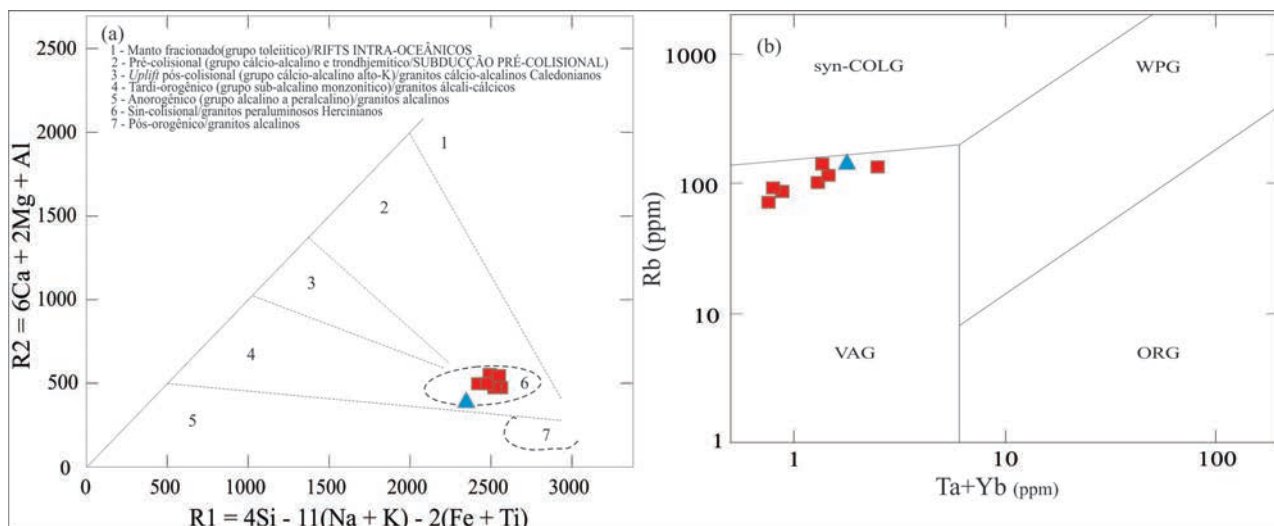 (a)
1 - Manto fracionado(grupo toleiitico)/RIFTS INTRA-OCEÂNICOS
2 - Pré-colisional (grupo cálcio-alcalino e trondhjemítico/SUBDUCÇÃO PRÉ-COLISIONAL)
3 - Uplift pós-colisional (grupo cálcio-alcalino alto-K)/granitos cálcio-alcalinos Caledonianos
4 - Tardi-orogênico (grupo sub-alcalino monzonítico)/granitos álcali-cálcicos
5 - Anorogênico (grupo alcalino a peralcalino)/granitos alcalinos
6 - Sin-colisional/granitos peraluminosos Hercinianos
7 - Pós-orogênico/granitos alcalinos
2500
2000
1500
1000
500
0
R2 = 6Ca + 2Mg + Al
1
2
3
4
5
6
7
0
500
1000
1500
2000
2500
3000
R1 = 4Si - 11(Na + K) - 2(Fe + Ti)
(b)
syn-COLG
WPG
VAG
ORG
1000
100
10
1
Rb (ppm)
1
10
100
Ta+Yb (ppm)